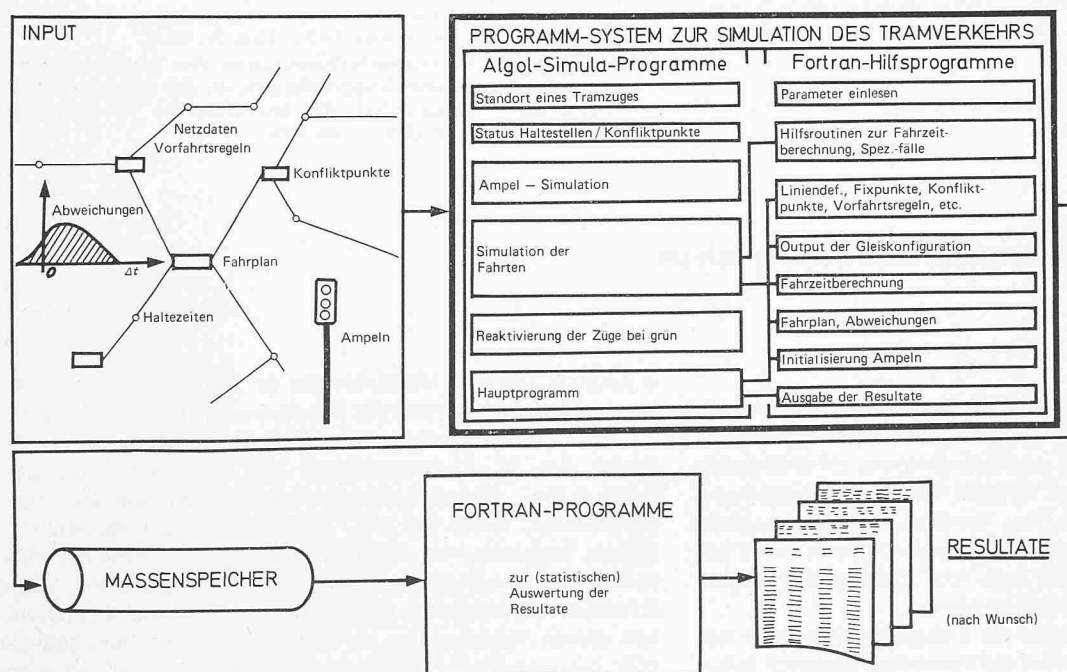 INPUT
Netzdaten
Vorfahrtsregeln
Konfliktpunkte
Abweichungen
0
Δt
Fahrplan
Haltezeiten
Ampeln
PROGRAMM-SYSTEM ZUR SIMULATION DES TRAMVERKEHRS
Algol-Simula-Programme
Standort eines Tramzuges
Status Haltestellen / Konfliktpunkte
Ampel – Simulation
Simulation der
Fahrten
Reaktivierung der Züge bei grün
Hauptprogramm
Fortran-Hilfsprogramme
Parameter einlesen
Hilfsroutinen zur Fahrzeit-
berechnung, Spez.-fälle
Liniendef., Fixpunkte, Konflikt-
punkte, Vorfahrtsregeln, etc.
Output der Gleiskonfiguration
Fahrzeitberechnung
Fahrplan, Abweichungen
Initialisierung Ampeln
Ausgabe der Resultate
MASSENSPEICHER
FORTRAN-PROGRAMME
zur (statistischen)
Auswertung der
Resultate
RESULTATE
(nach Wunsch)